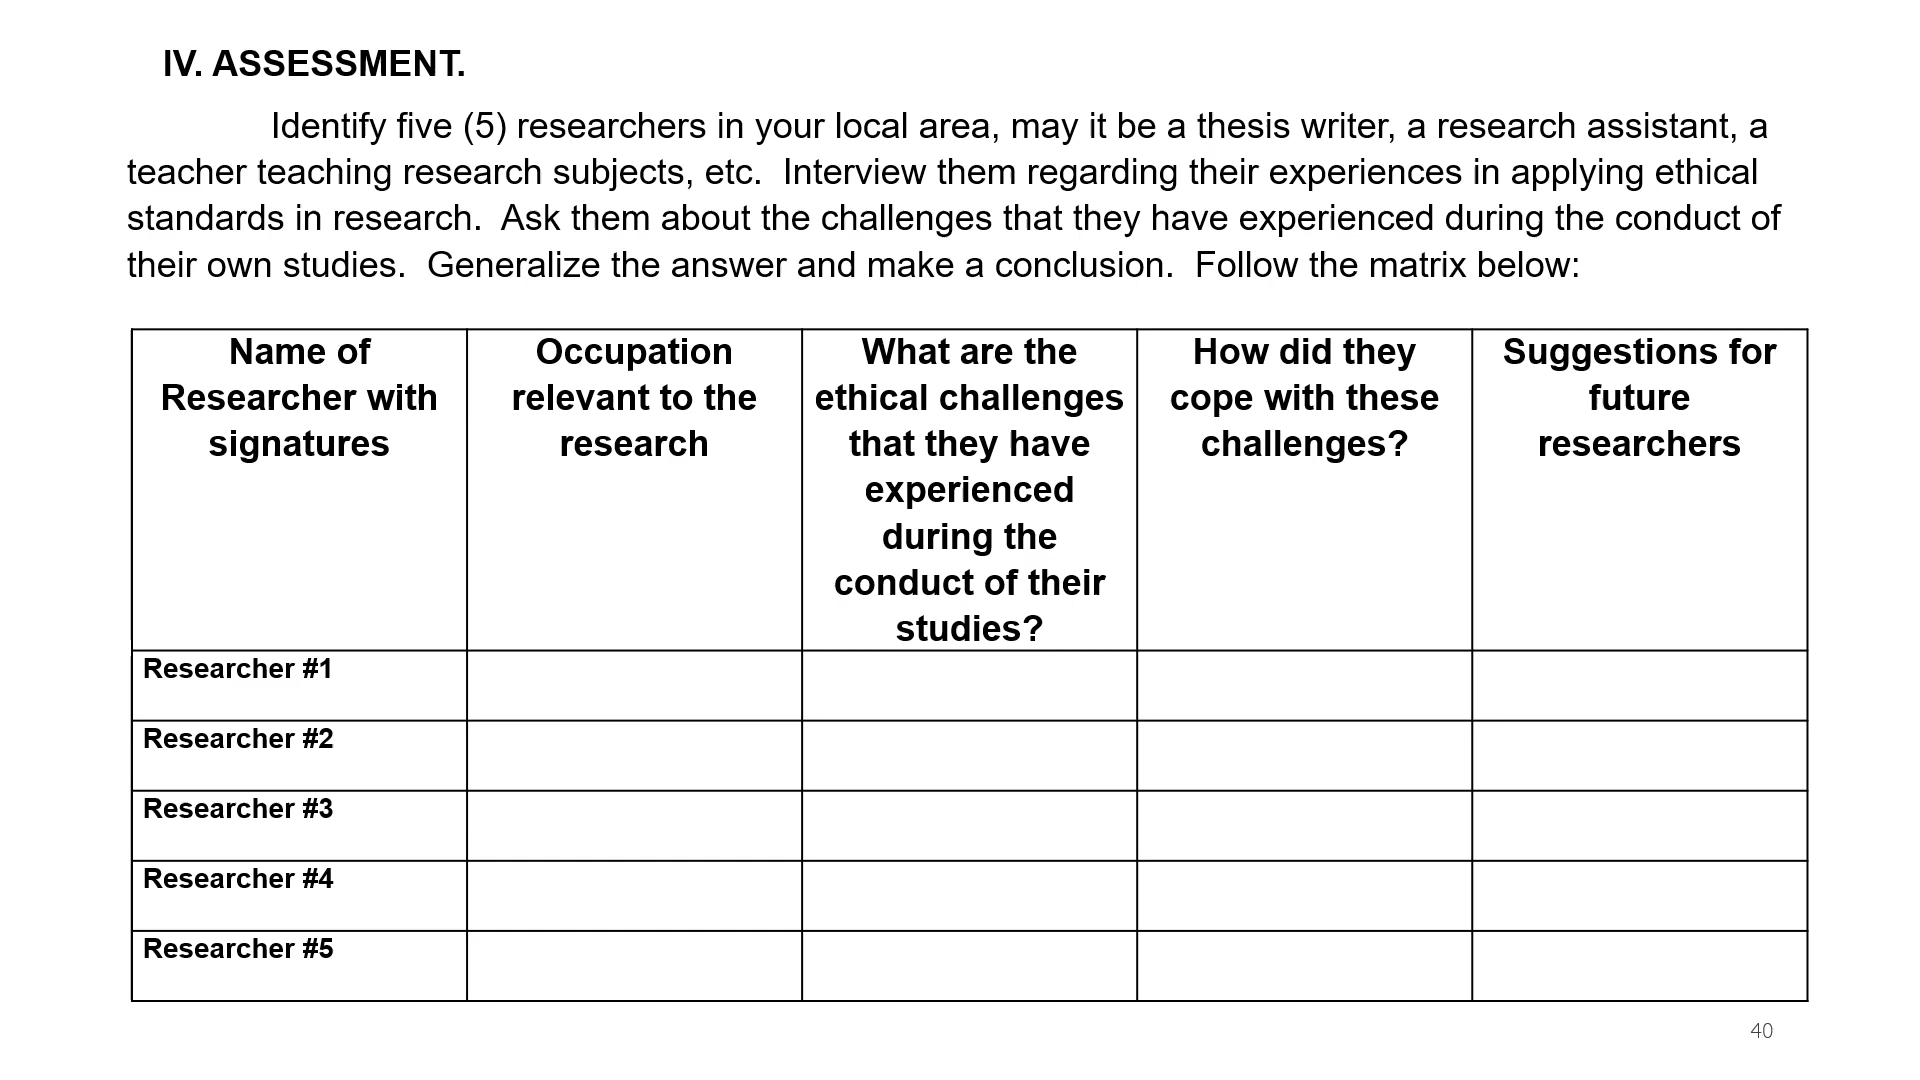 IV. ASSESSMENT.
Identify five (5) researchers in your local area, may it be a thesis writer, a research assistant, a
teacher teaching research subjects, etc.  Interview them regarding their experiences in applying ethical
standards in research.  Ask them about the challenges that they have experienced during the conduct of
their own studies.  Generalize the answer and make a conclusion.  Follow the matrix below:
Name of
Researcher with
signatures
Occupation
relevant to the
research
What are the
ethical challenges
that they have
experienced
during the
conduct of their
studies?
How did they
cope with these
challenges?
Suggestions for
future
researchers
Researcher #1
Researcher #2
Researcher #3
Researcher #4
Researcher #5
40